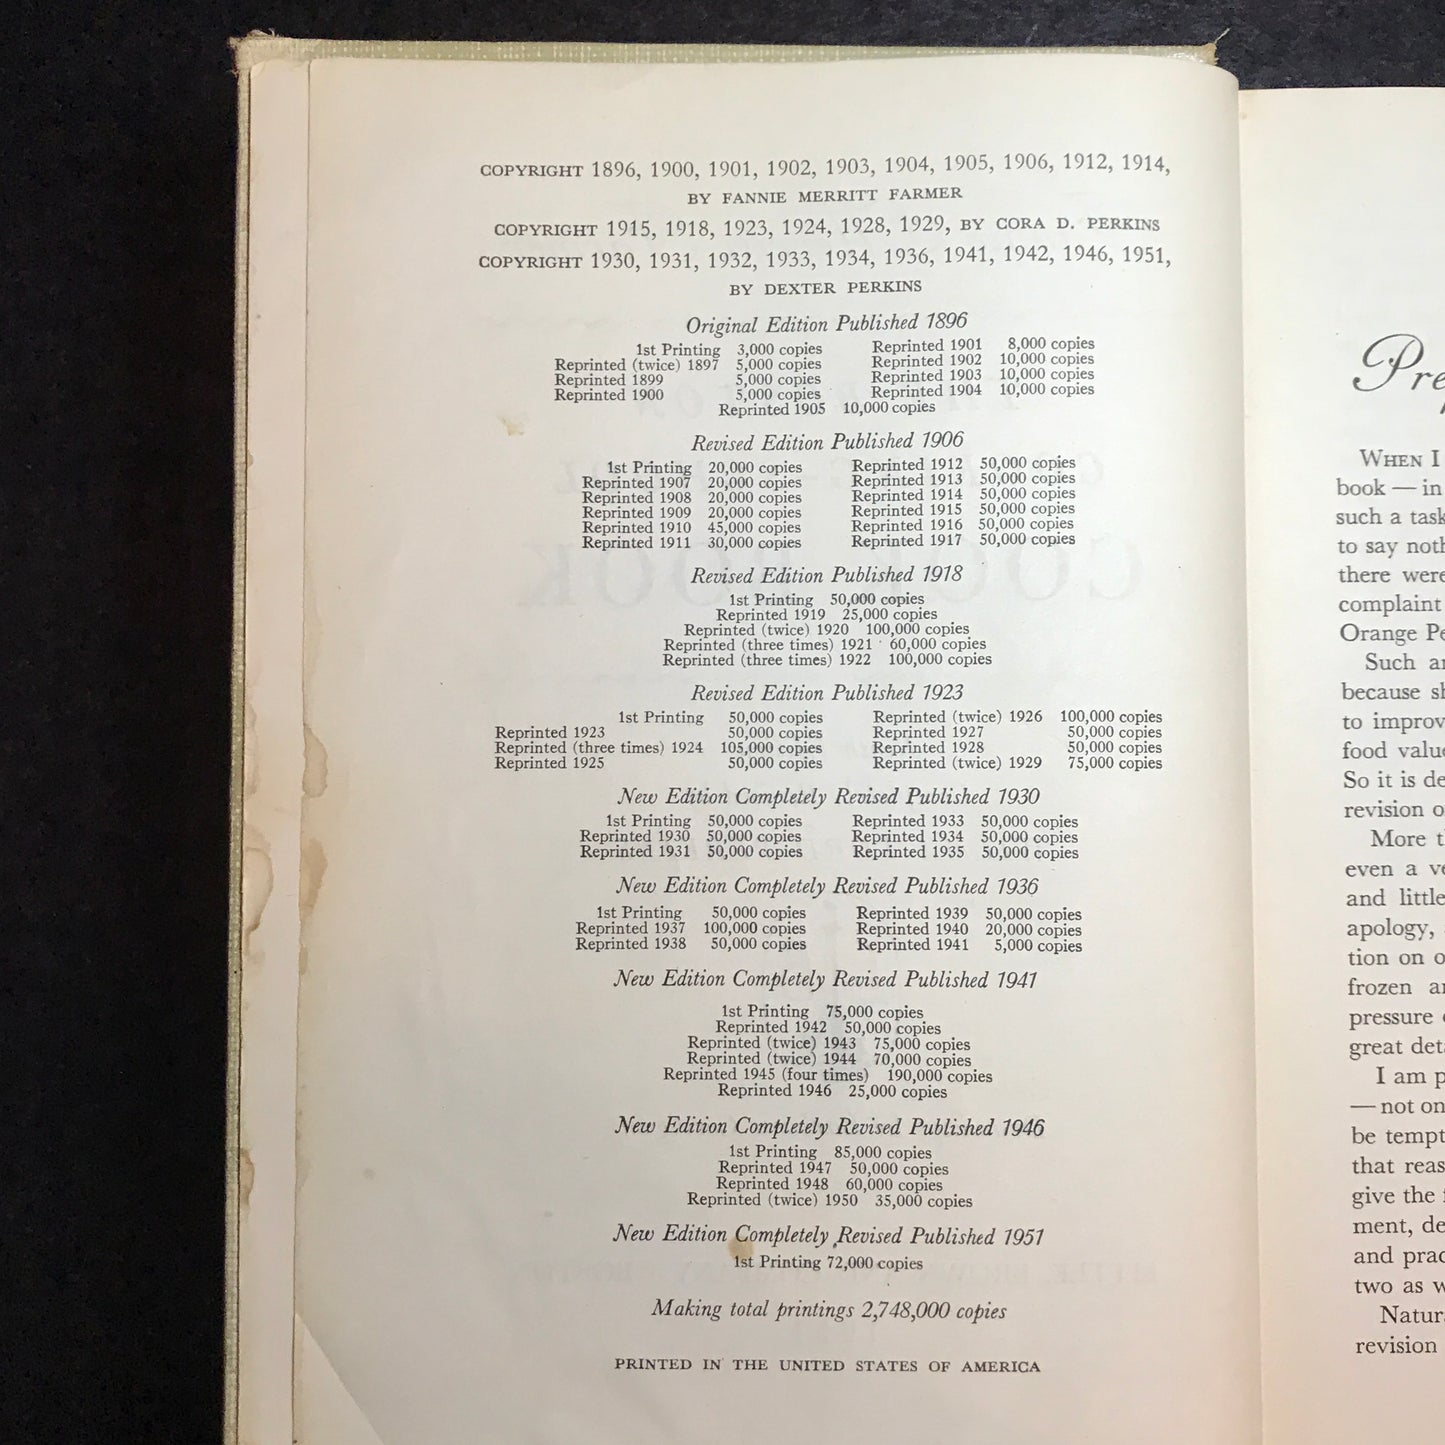 COPYRIGHT 1896, 1900, 1901, 1902, 1903, 1904, 1905, 1906, 1912, 1914,
BY FANNIE MERRITT FARMER
COPYRIGHT 1915, 1918, 1923, 1924, 1928, 1929, BY CORA D. PERKINS
COPYRIGHT 1930, 1931, 1932, 1933, 1934, 1936, 1941, 1942, 1946, 1951,
BY DEXTER PERKINS
Original Edition Published 1896
1st Printing 3,000 copies Reprinted 1901 8,000 copies
Reprinted (twice) 1897 5,000 copies Reprinted 1902 10,000 copies
Reprinted 1899 5,000 copies Reprinted 1903 10,000 copies
Reprinted 1900 5,000 copies Reprinted 1904 10,000 copies
Reprinted 1905 10,000 copies
Revised Edition Published 1906
1st Printing 20,000 copies Reprinted 1912 50,000 copies
Reprinted 1907 20,000 copies Reprinted 1913 50,000 copies
Reprinted 1908 20,000 copies Reprinted 1914 50,000 copies
Reprinted 1909 20,000 copies Reprinted 1915 50,000 copies
Reprinted 1910 45,000 copies Reprinted 1916 50,000 copies
Reprinted 1911 30,000 copies Reprinted 1917 50,000 copies
Revised Edition Published 1918
1st Printing 50,000 copies
Reprinted 1919 25,000 copies
Reprinted (twice) 1920 100,000 copies
Reprinted (three times) 1921 60,000 copies
Reprinted (three times) 1922 100,000 copies
Revised Edition Published 1923
1st Printing 50,000 copies Reprinted (twice) 1926 100,000 copies
Reprinted 1923 50,000 copies Reprinted 1927 50,000 copies
Reprinted (three times) 1924 105,000 copies Reprinted 1928 50,000 copies
Reprinted 1925 50,000 copies Reprinted (twice) 1929 75,000 copies
New Edition Completely Revised Published 1930
1st Printing 50,000 copies Reprinted 1933 50,000 copies
Reprinted 1930 50,000 copies Reprinted 1934 50,000 copies
Reprinted 1931 50,000 copies Reprinted 1935 50,000 copies
New Edition Completely Revised Published 1936
1st Printing 50,000 copies Reprinted 1939 50,000 copies
Reprinted 1937 100,000 copies Reprinted 1940 20,000 copies
Reprinted 1938 50,000 copies Reprinted 1941 5,000 copies
New Edition Completely Revised Published 1941
1st Printing 75,000 copies
Reprinted 1942 50,000 copies
Reprinted (twice) 1943 75,000 copies
Reprinted (twice) 1944 70,000 copies
Reprinted 1945 (four times) 190,000 copies
Reprinted 1946 25,000 copies
New Edition Completely Revised Published 1946
1st Printing 85,000 copies
Reprinted 1947 50,000 copies
Reprinted 1948 60,000 copies
Reprinted (twice) 1950 35,000 copies
New Edition Completely Revised Published 1951
1st Printing 72,000 copies
Making total printings 2,748,000 copies
PRINTED IN THE UNITED STATES OF AMERICA
Pre
WHEN I
book — in
such a task
to say noth
there were
complaint
Orange Pe
Such a
because s
to improv
food value
So it is de
revision o
More t
even a ve
and little
apology,
tion on o
frozen a
pressure
great deta
I am p
— not on
be tempt
that reas
give the
ment, de
and prac
two as w
Natura
revision